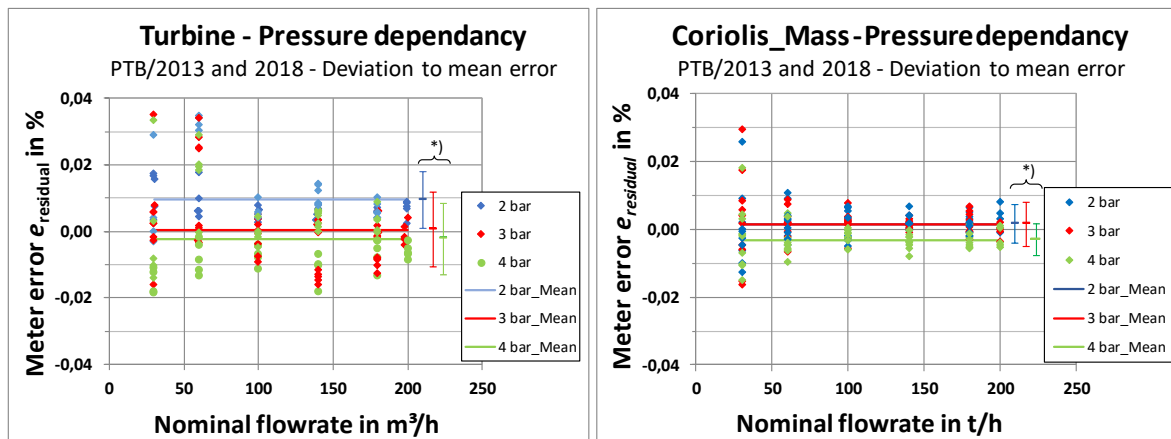 Turbine - Pressure dependancy
PTB/2013 and 2018 - Deviation to mean error
Meter error e_residual in %
0,04
0,02
0,00
-0,02
-0,04
0 50 100 150 200 250
Nominal flowrate in m³/h
*)
2 bar
3 bar
4 bar
2 bar_Mean
3 bar_Mean
4 bar_Mean
Coriolis_Mass - Pressure dependancy
PTB/2013 and 2018 - Deviation to mean error
Meter error e_residual in %
0,04
0,02
0,00
-0,02
-0,04
0 50 100 150 200 250
Nominal flowrate in t/h
*)
2 bar
3 bar
4 bar
2 bar_Mean
3 bar_Mean
4 bar_Mean